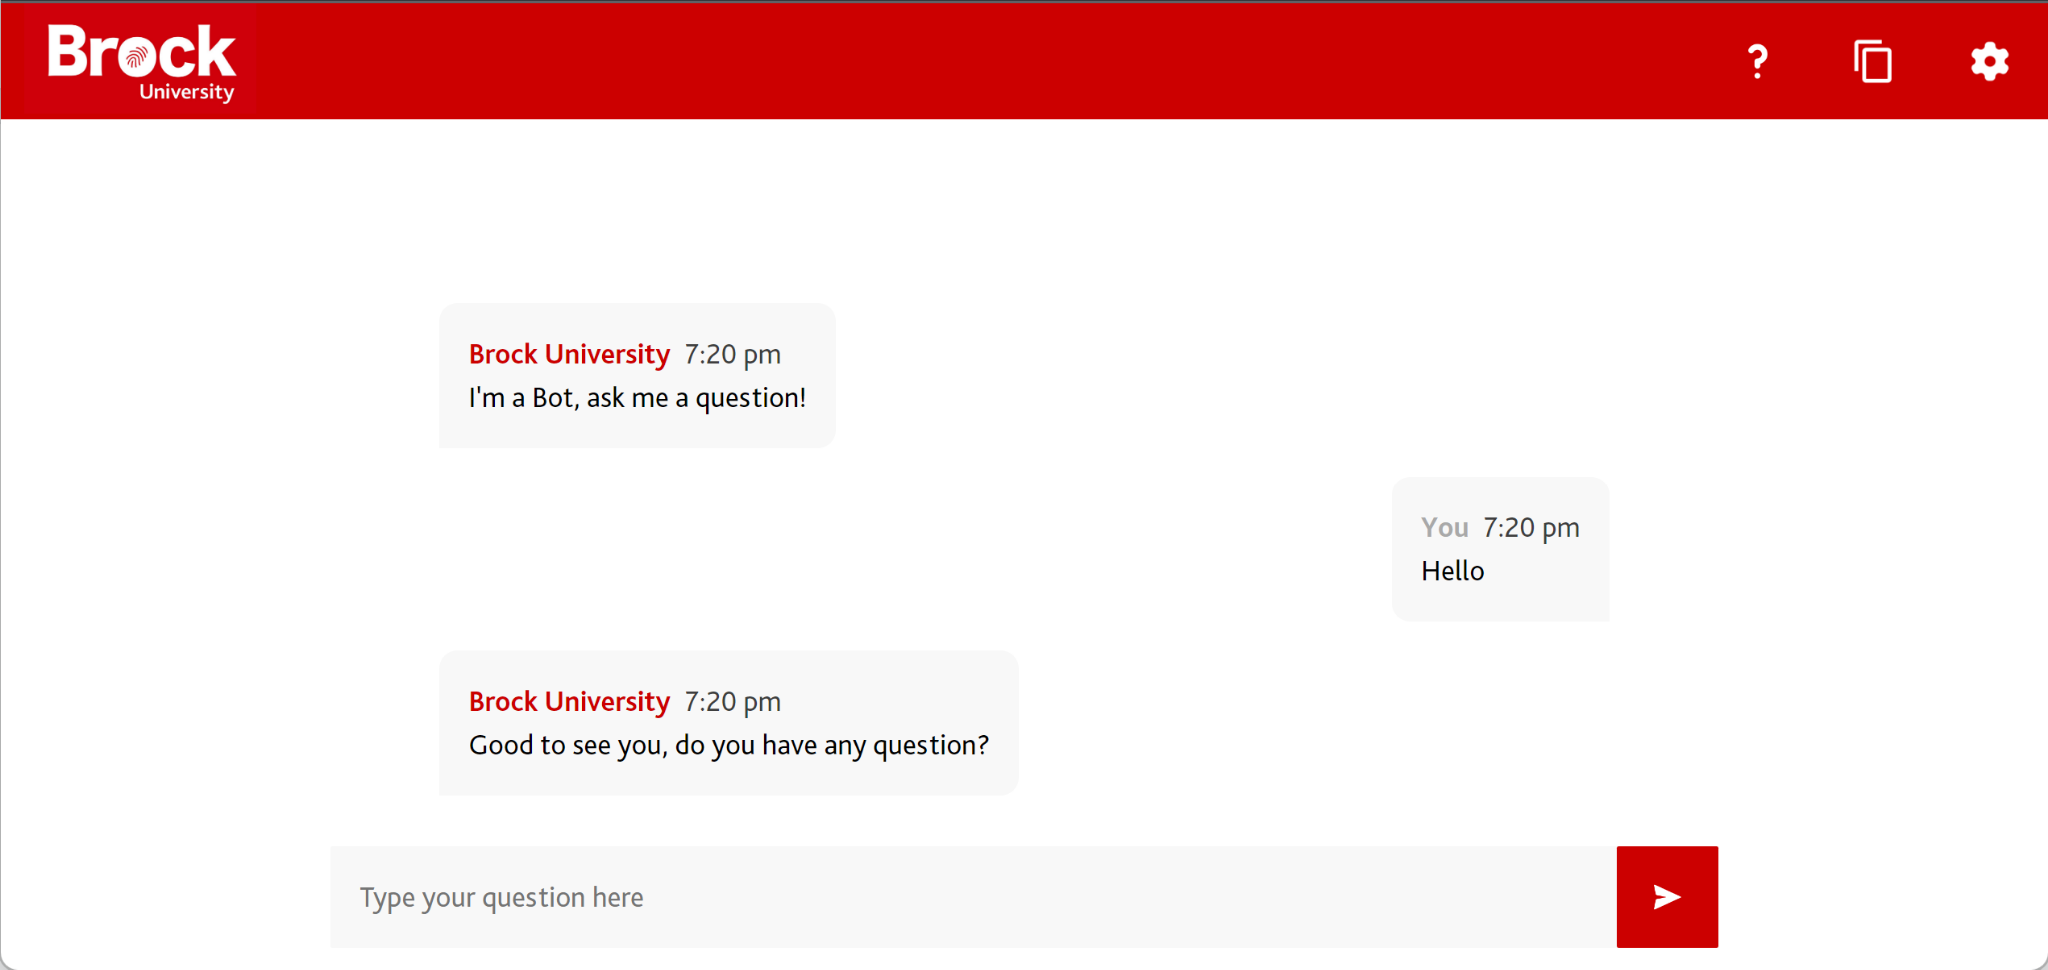 Brock
University
?
Brock University 7:20 pm
I'm a Bot, ask me a question!
You 7:20 pm
Hello
Brock University 7:20 pm
Good to see you, do you have any question?
Type your question here